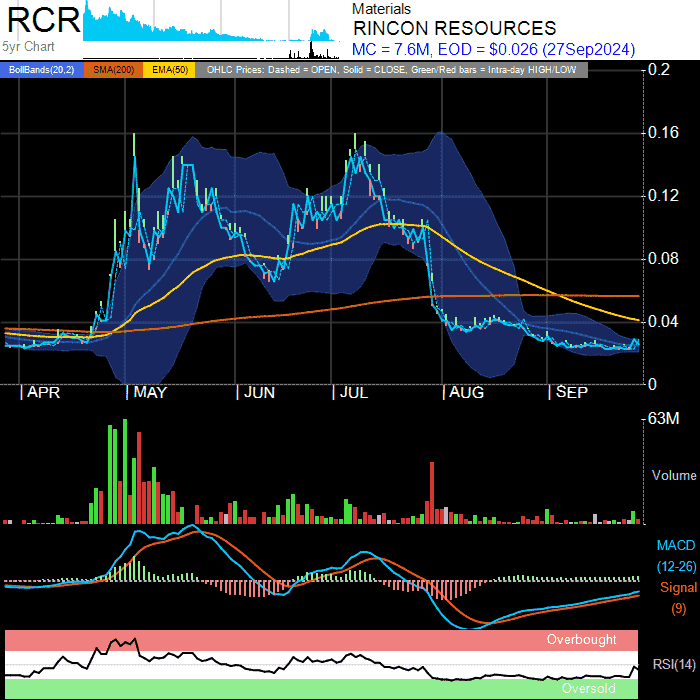 RCR
5yr Chart
Materials
RINCON RESOURCES
MC = 7.6M, EOD = $0.026 (27Sep2024)
BollBands(20,2) SMA(200) EMA(50) OHLC Prices: Dashed = OPEN, Solid = CLOSE, Green/Red bars = Intra-day HIGH/LOW
0.2
0.16
0.12
0.08
0.04
0
APR MAY JUN JUL AUG SEP
63M
Volume
MACD
(12-26)
Signal
(9)
Overbought
RSI(14)
Oversold